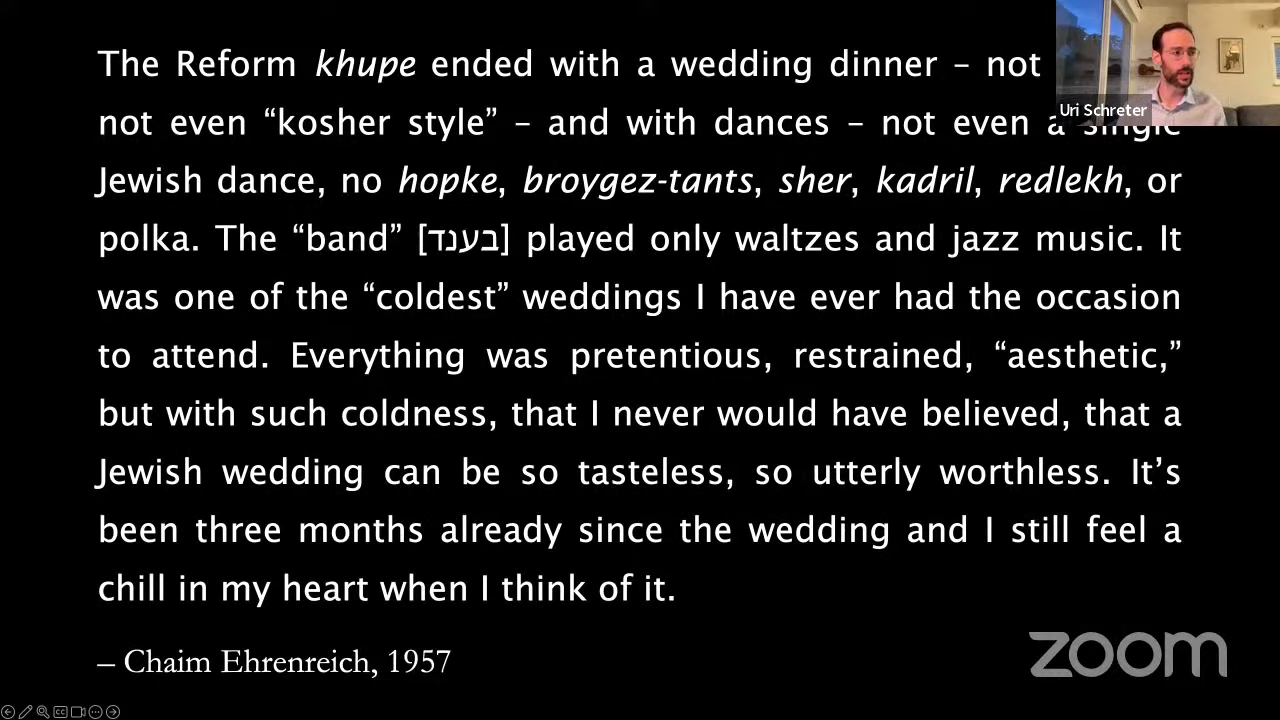 The Reform khupe ended with a wedding dinner – not
not even “kosher style” – and with dances – not even a single
Jewish dance, no hopke, broygez-tants, sher, kadril, redlekh, or
polka. The “band” [בענד] played only waltzes and jazz music. It
was one of the “coldest” weddings I have ever had the occasion
to attend. Everything was pretentious, restrained, “aesthetic,”
but with such coldness, that I never would have believed, that a
Jewish wedding can be so tasteless, so utterly worthless. It’s
been three months already since the wedding and I still feel a
chill in my heart when I think of it.
– Chaim Ehrenreich, 1957
Uri Schreter
zoom